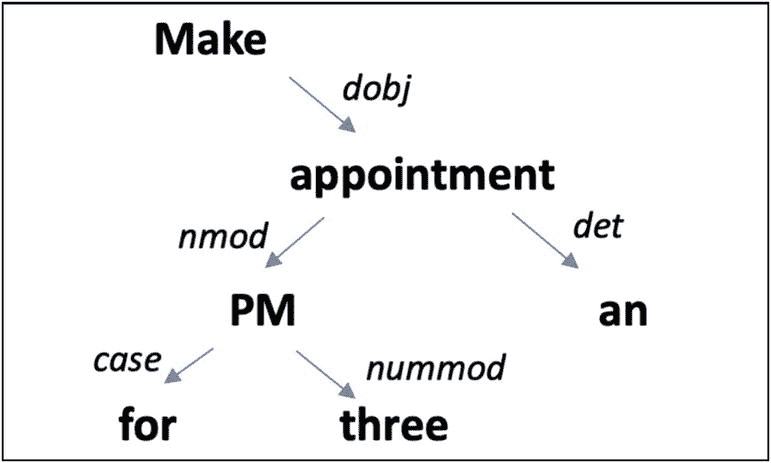 Make
dobj
appointment
nmod
det
PM
an
case
nummod
for
three